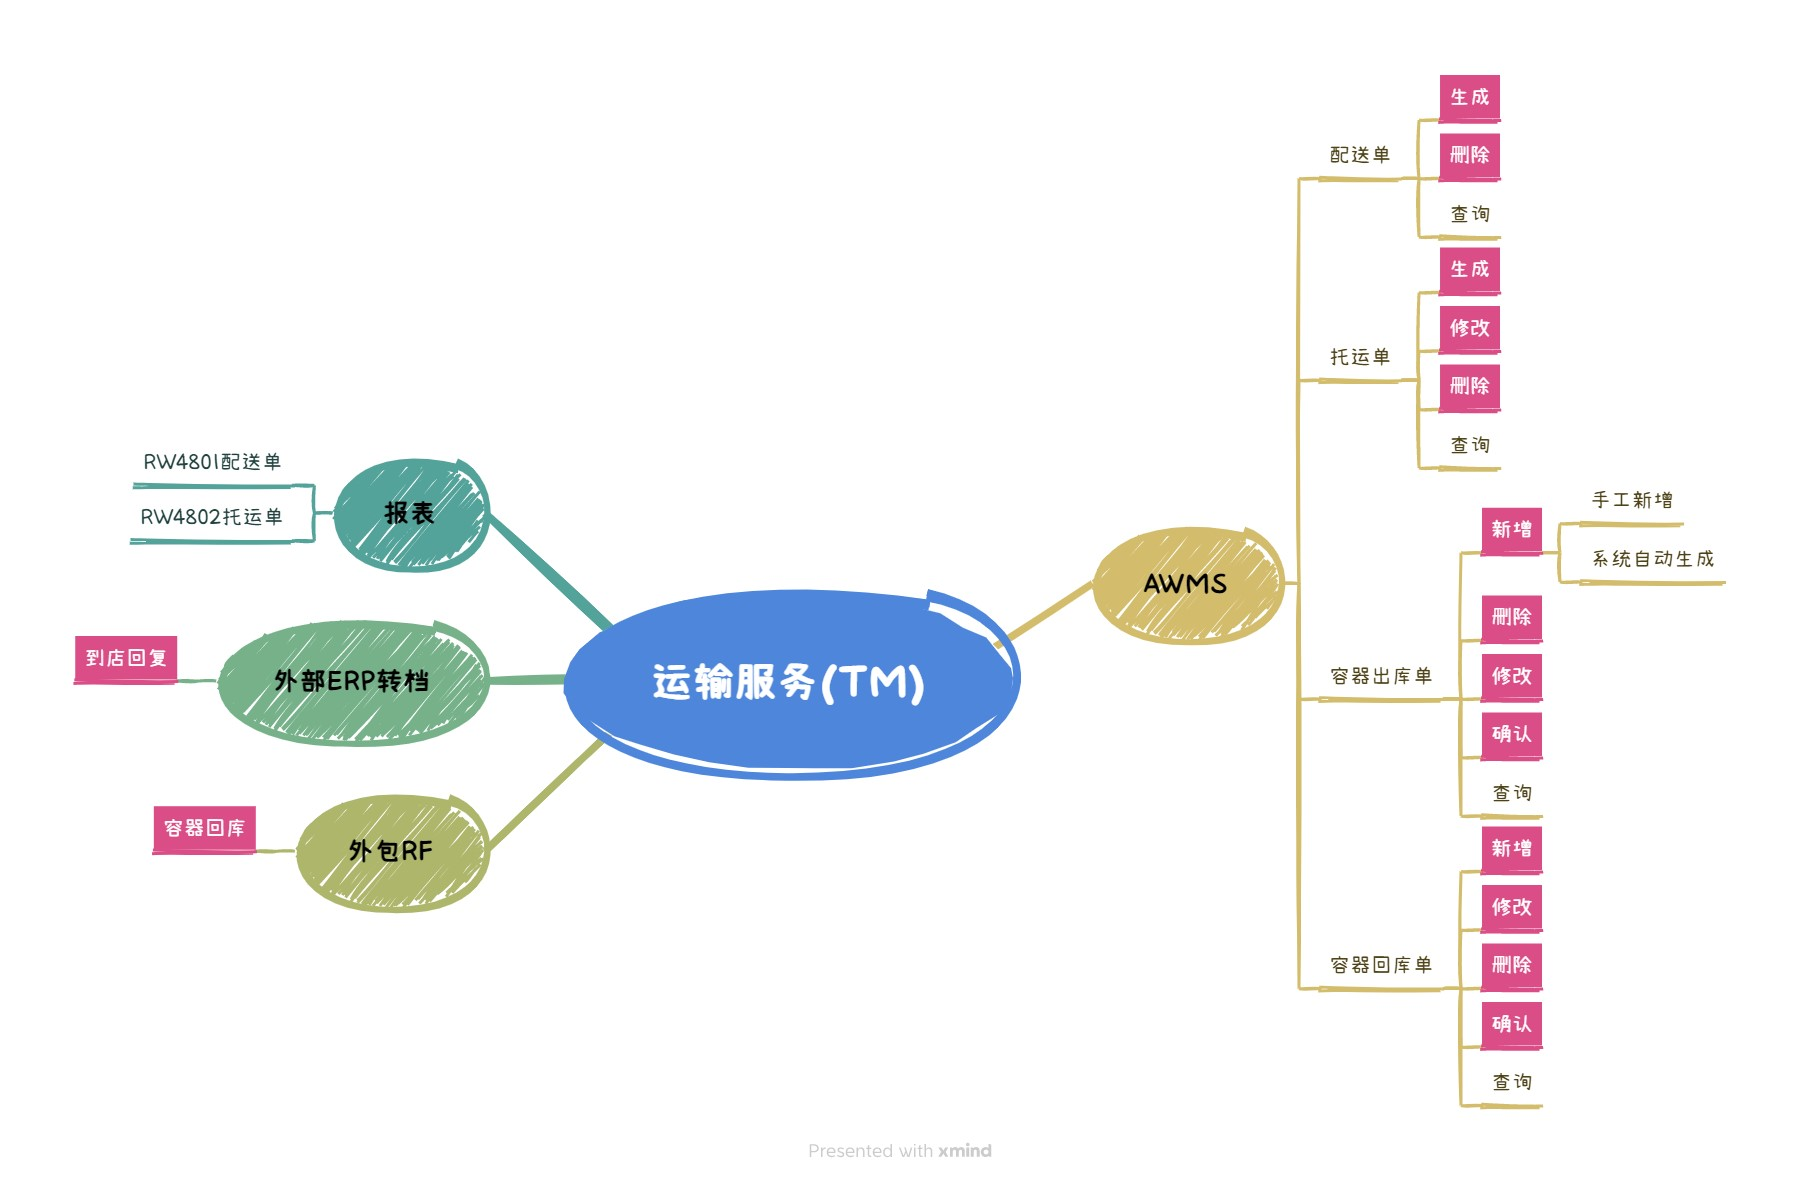 运输服务(TM)
AWMS
配送单
生成
删除
查询
托运单
生成
修改
删除
查询
容器出库单
新增
手工新增
系统自动生成
删除
修改
确认
查询
容器回库单
新增
修改
删除
确认
查询
报表
RW4801配送单
RW4802托运单
外部ERP转档
到店回复
外包RF
容器回库
Presented with xmind